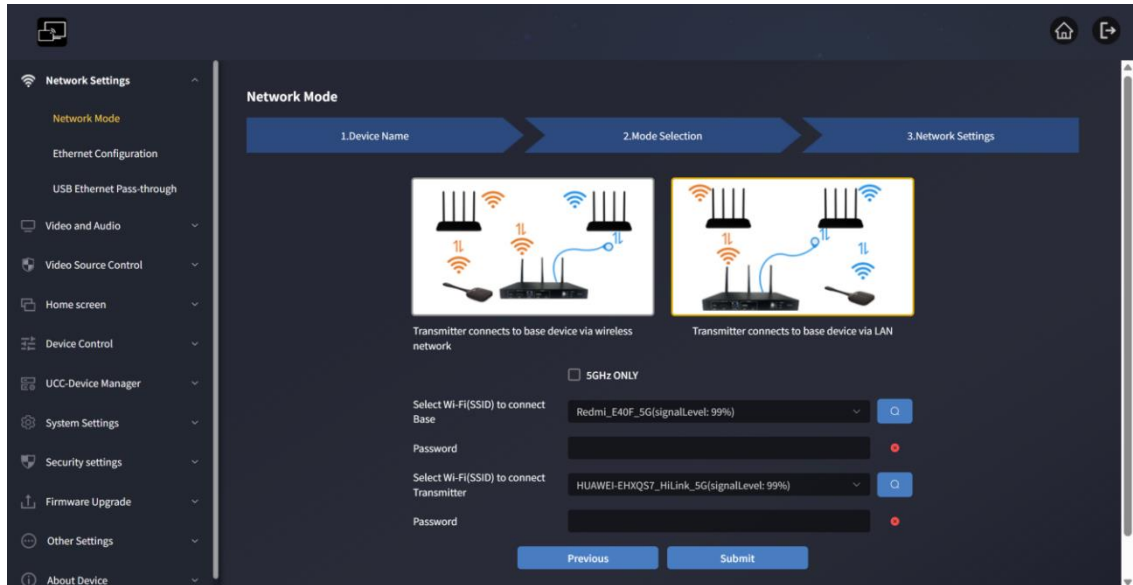 Network Settings
Network Mode
Ethernet Configuration
USB Ethernet Pass-through
Video and Audio
Video Source Control
Home screen
Device Control
UCC-Device Manager
System Settings
Security settings
Firmware Upgrade
Other Settings
About Device
Network Mode
1.Device Name
2.Mode Selection
3.Network Settings
Transmitter connects to base device via wireless
network
Transmitter connects to base device via LAN
5GHz ONLY
Select Wi-Fi(SSID) to connect
Base
Redmi_E40F_5G(signalLevel: 99%)
Password
Select Wi-Fi(SSID) to connect
Transmitter
HUAWEI-EHXQS7_HiLink_5G(signalLevel: 99%)
Password
Previous
Submit